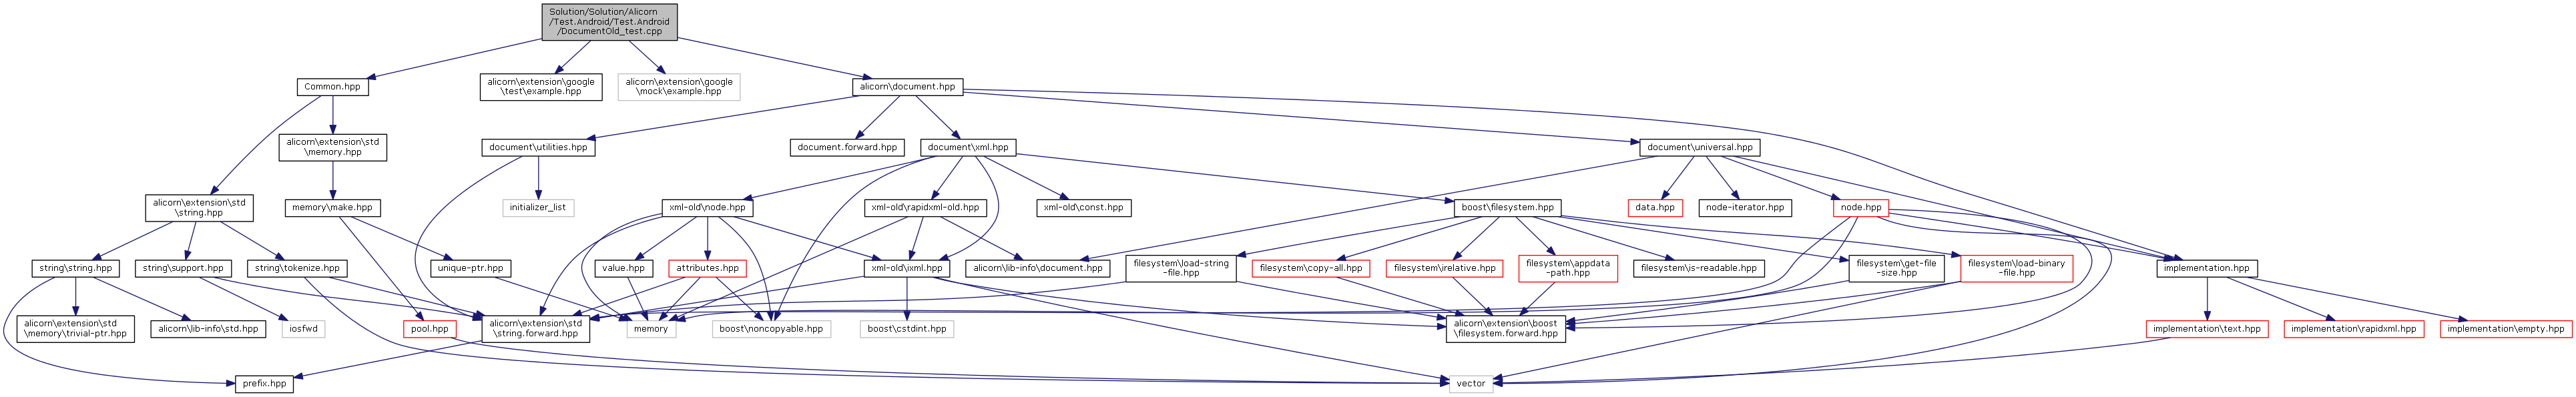 Solution/Solution/Alicorn
/Test.Android/Test.Android
/DocumentOld_test.cpp
Common.hpp
alicorn\extension\google
\test\example.hpp
alicorn\extension\google
\mock\example.hpp
alicorn\document.hpp
alicorn\extension\std
\memory.hpp
document\utilities.hpp
document.forward.hpp
document\xml.hpp
document\universal.hpp
alicorn\extension\std
\string.hpp
memory\make.hpp
initializer_list
xml-old\node.hpp
xml-old\rapidxml-old.hpp
xml-old\const.hpp
boost\filesystem.hpp
data.hpp
node-iterator.hpp
node.hpp
string\string.hpp
string\support.hpp
string\tokenize.hpp
unique-ptr.hpp
value.hpp
attributes.hpp
xml-old\ixml.hpp
alicorn\lib-info\document.hpp
filesystem\load-string
-file.hpp
filesystem\copy-all.hpp
filesystem\irelative.hpp
filesystem\appdata
-path.hpp
filesystem\is-readable.hpp
filesystem\get-file
-size.hpp
filesystem\load-binary
-file.hpp
implementation.hpp
alicorn\extension\std
\memory\trivial-ptr.hpp
alicorn\lib-info\std.hpp
iosfwd
pool.hpp
alicorn\extension\std
\string.forward.hpp
memory
boost\noncopyable.hpp
boost\cstdint.hpp
alicorn\extension\boost
\filesystem.forward.hpp
implementation\text.hpp
implementation\rapidxml.hpp
implementation\empty.hpp
prefix.hpp
vector